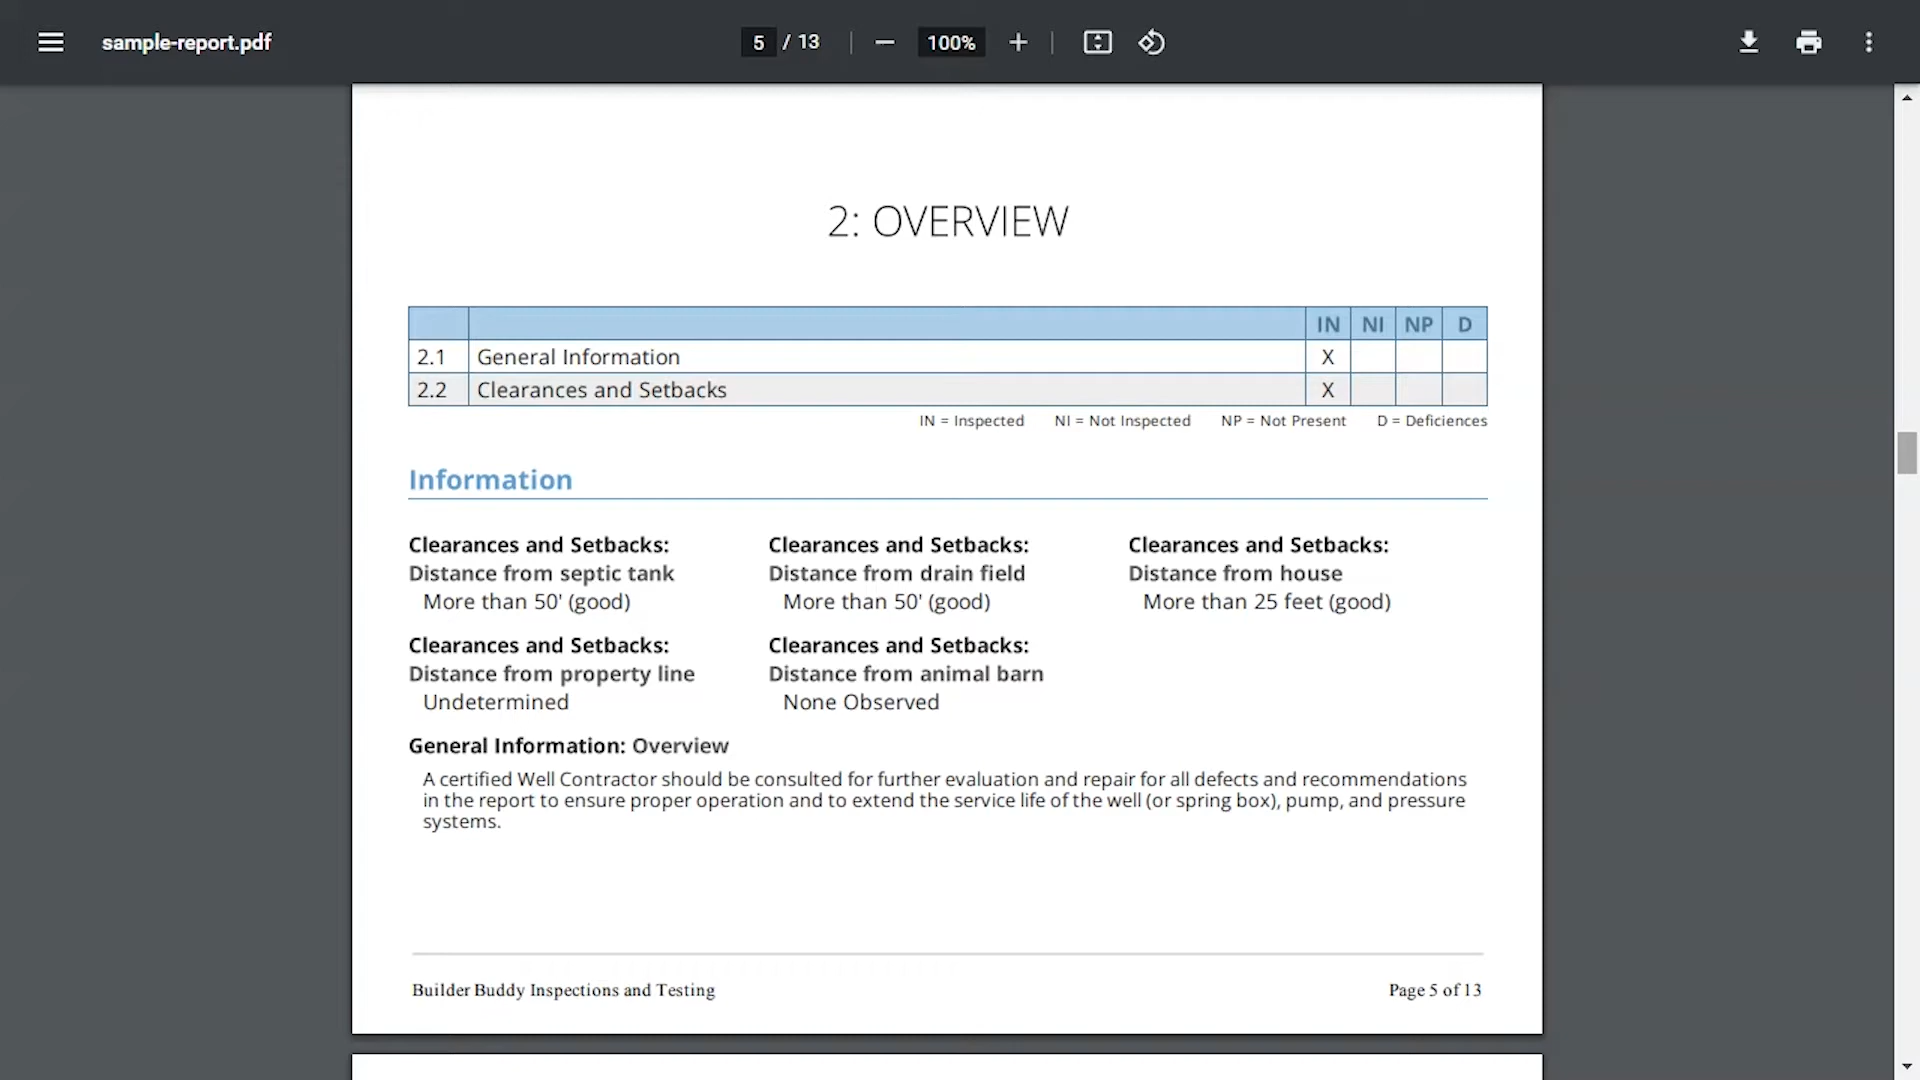 sample-report.pdf
5 / 13
100%
2: OVERVIEW
IN NI NP D
2.1 General Information X
2.2 Clearances and Setbacks X
IN = Inspected NI = Not Inspected NP = Not Present D = Deficiences
Information
Clearances and Setbacks: Clearances and Setbacks: Clearances and Setbacks:
Distance from septic tank Distance from drain field Distance from house
More than 50' (good) More than 50' (good) More than 25 feet (good)
Clearances and Setbacks: Clearances and Setbacks:
Distance from property line Distance from animal barn
Undetermined None Observed
General Information: Overview
A certified Well Contractor should be consulted for further evaluation and repair for all defects and recommendations
in the report to ensure proper operation and to extend the service life of the well (or spring box), pump, and pressure
systems.
Builder Buddy Inspections and Testing Page 5 of 13